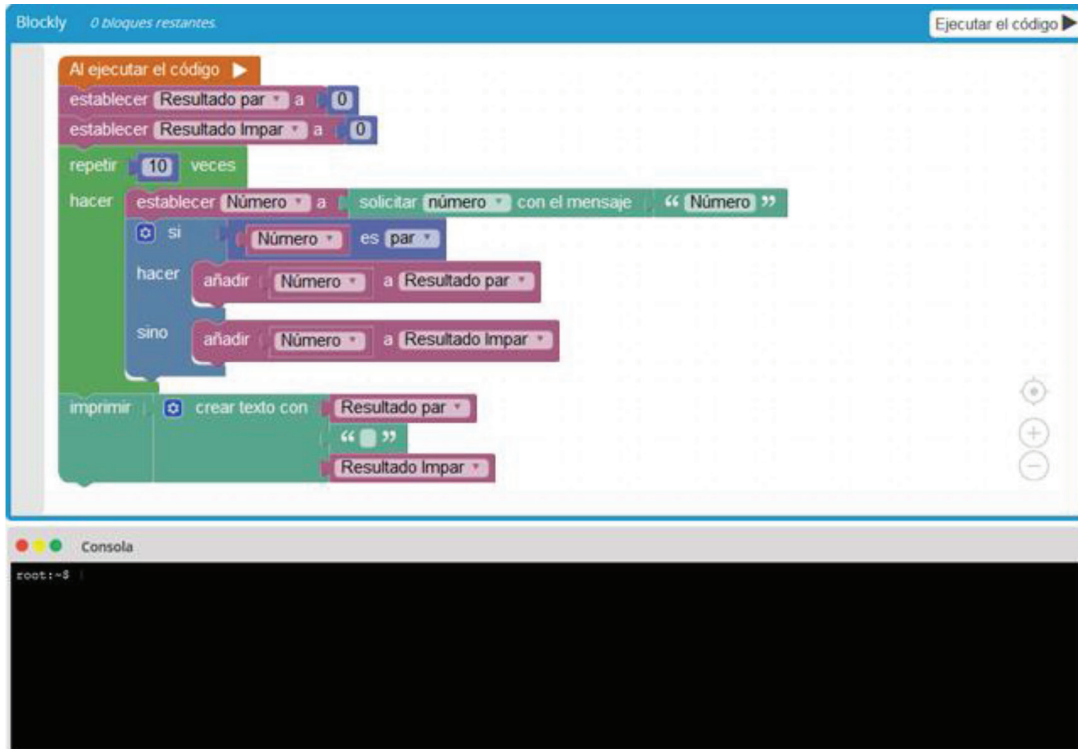 Blockly 0 bloques restantes. Ejecutar el código
Al ejecutar el código
establecer Resultado par a 0
establecer Resultado Impar a 0
repetir 10 veces
hacer establecer Número a solicitar número con el mensaje “ Número ”
si Número es par
hacer añadir Número a Resultado par
sino añadir Número a Resultado Impar
imprimir crear texto con Resultado par
“ ”
Resultado Impar
Consola
root:~$